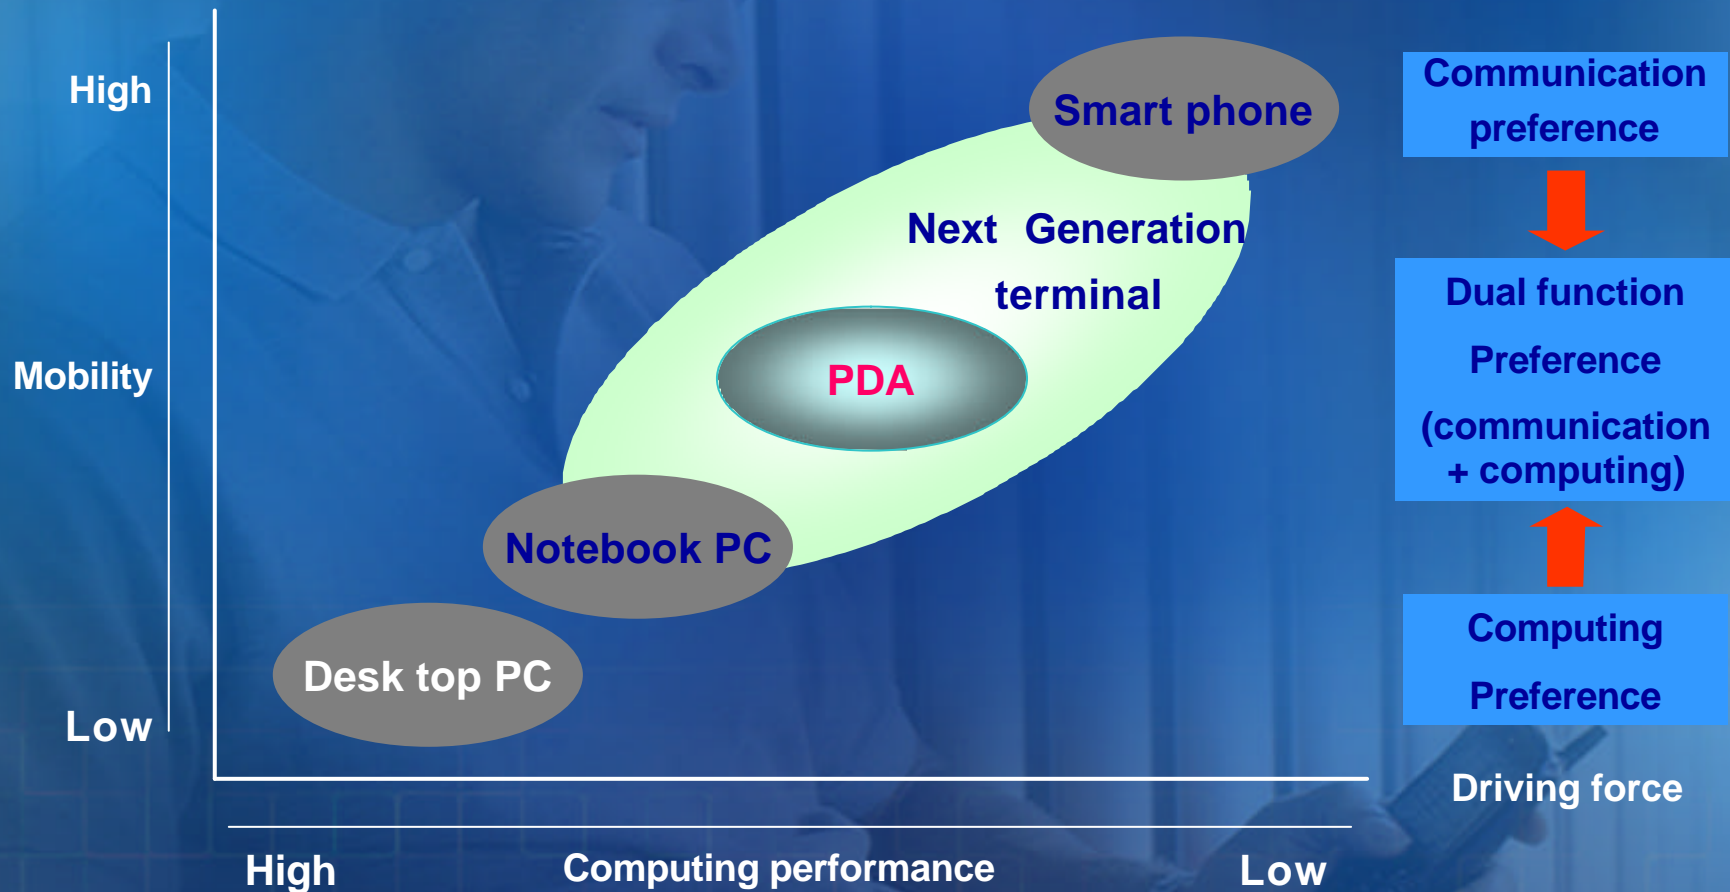 High
Mobility
Low
Smart phone
Next Generation
terminal
PDA
Notebook PC
Desk top PC
High
Computing performance
Low
Communication
preference
Dual function
Preference
(communication
+ computing)
Computing
Preference
Driving force